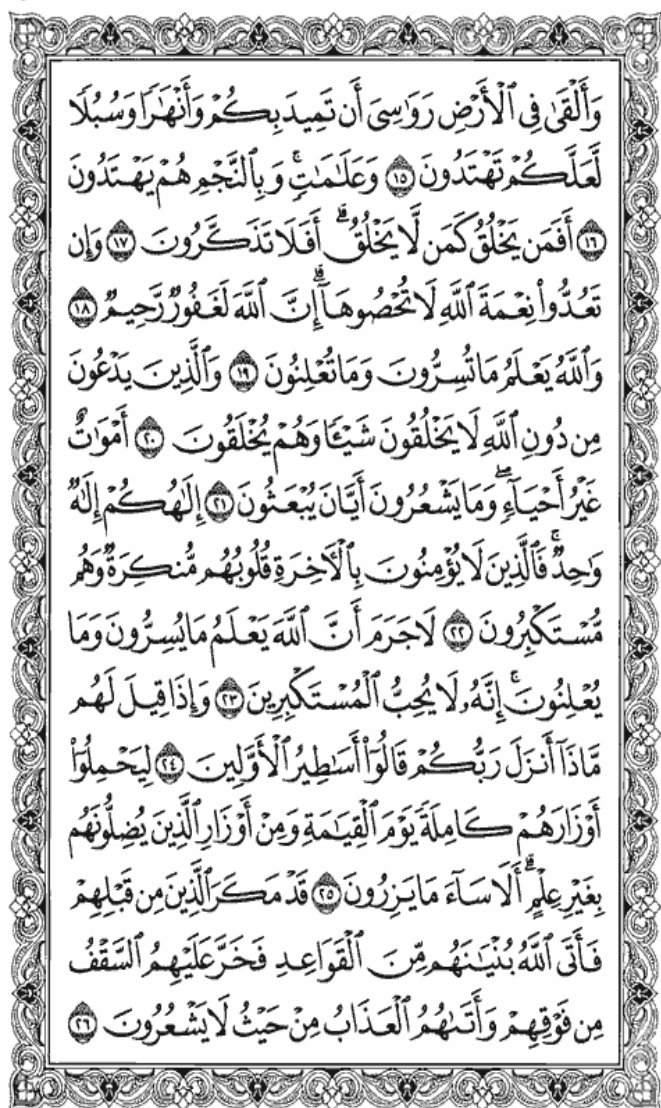 وَأَلْقَىٰ فِى ٱلْأَرْضِ رَوَٰسِىَ أَن تَمِيدَ بِكُمْ وَأَنْهَٰرًا وَسُبُلًا
لَّعَلَّكُمْ تَهْتَدُونَ ١٥ وَعَلَٰمَٰتٍۚ وَبِٱلنَّجْمِ هُمْ يَهْتَدُونَ
١٦ أَفَمَن يَخْلُقُ كَمَن لَّا يَخْلُقُۗ أَفَلَا تَذَكَّرُونَ ١٧ وَإِن
تَعُدُّوا۟ نِعْمَةَ ٱللَّهِ لَا تُحْصُوهَآۗ إِنَّ ٱللَّهَ لَغَفُورٌ رَّحِيمٌ ١٨
وَٱللَّهُ يَعْلَمُ مَا تُسِرُّونَ وَمَا تُعْلِنُونَ ١٩ وَٱلَّذِينَ يَدْعُونَ
مِن دُونِ ٱللَّهِ لَا يَخْلُقُونَ شَيْـًٔا وَهُمْ يُخْلَقُونَ ٢٠ أَمْوَٰتٌ
غَيْرُ أَحْيَآءٍۖ وَمَا يَشْعُرُونَ أَيَّانَ يُبْعَثُونَ ٢١ إِلَٰهُكُمْ إِلَٰهٌ
وَٰحِدٌۚ فَٱلَّذِينَ لَا يُؤْمِنُونَ بِٱلْءَاخِرَةِ قُلُوبُهُم مُّنكِرَةٌ وَهُم
مُّسْتَكْبِرُونَ ٢٢ لَا جَرَمَ أَنَّ ٱللَّهَ يَعْلَمُ مَا يُسِرُّونَ وَمَا
يُعْلِنُونَۚ إِنَّهُۥ لَا يُحِبُّ ٱلْمُسْتَكْبِرِينَ ٢٣ وَإِذَا قِيلَ لَهُم
مَّاذَآ أَنزَلَ رَبُّكُمْ قَالُوٓا۟ أَسَٰطِيرُ ٱلْأَوَّلِينَ ٢٤ لِيَحْمِلُوٓا۟
أَوْزَارَهُمْ كَامِلَةً يَوْمَ ٱلْقِيَٰمَةِ وَمِنْ أَوْزَارِ ٱلَّذِينَ يُضِلُّونَهُم
بِغَيْرِ عِلْمٍۗ أَلَا سَآءَ مَا يَزِرُونَ ٢٥ قَدْ مَكَرَ ٱلَّذِينَ مِن قَبْلِهِمْ
فَأَتَى ٱللَّهُ بُنْيَٰنَهُم مِّنَ ٱلْقَوَاعِدِ فَخَرَّ عَلَيْهِمُ ٱلسَّقْفُ
مِن فَوْقِهِمْ وَأَتَىٰهُمُ ٱلْعَذَابُ مِنْ حَيْثُ لَا يَشْعُرُونَ ٢٦